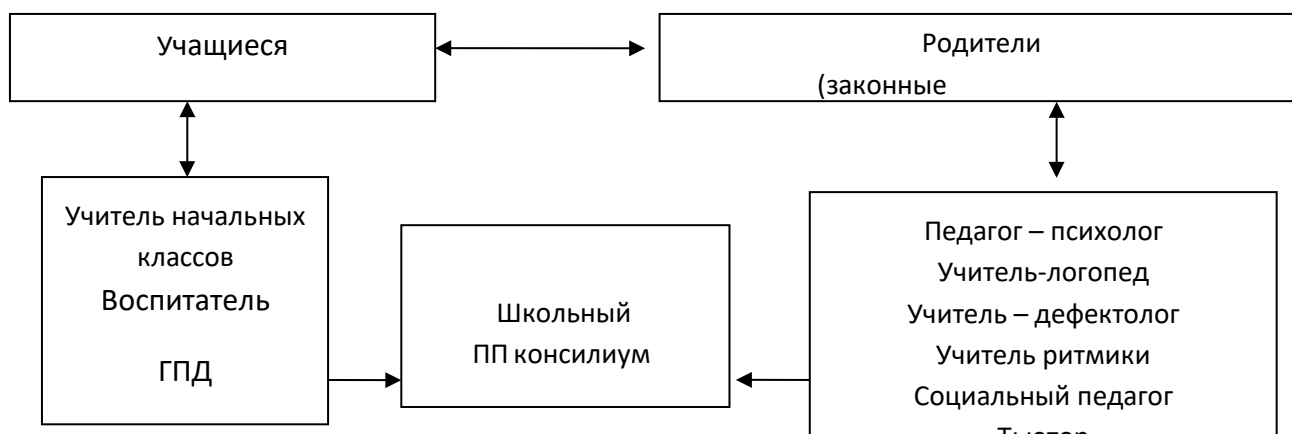 Учащиеся
Родители
(законные
Учитель начальных
классов
Воспитатель
ГПД
Школьный
ПП консилиум
Педагог – психолог
Учитель-логопед
Учитель – дефектолог
Учитель ритмики
Социальный педагог